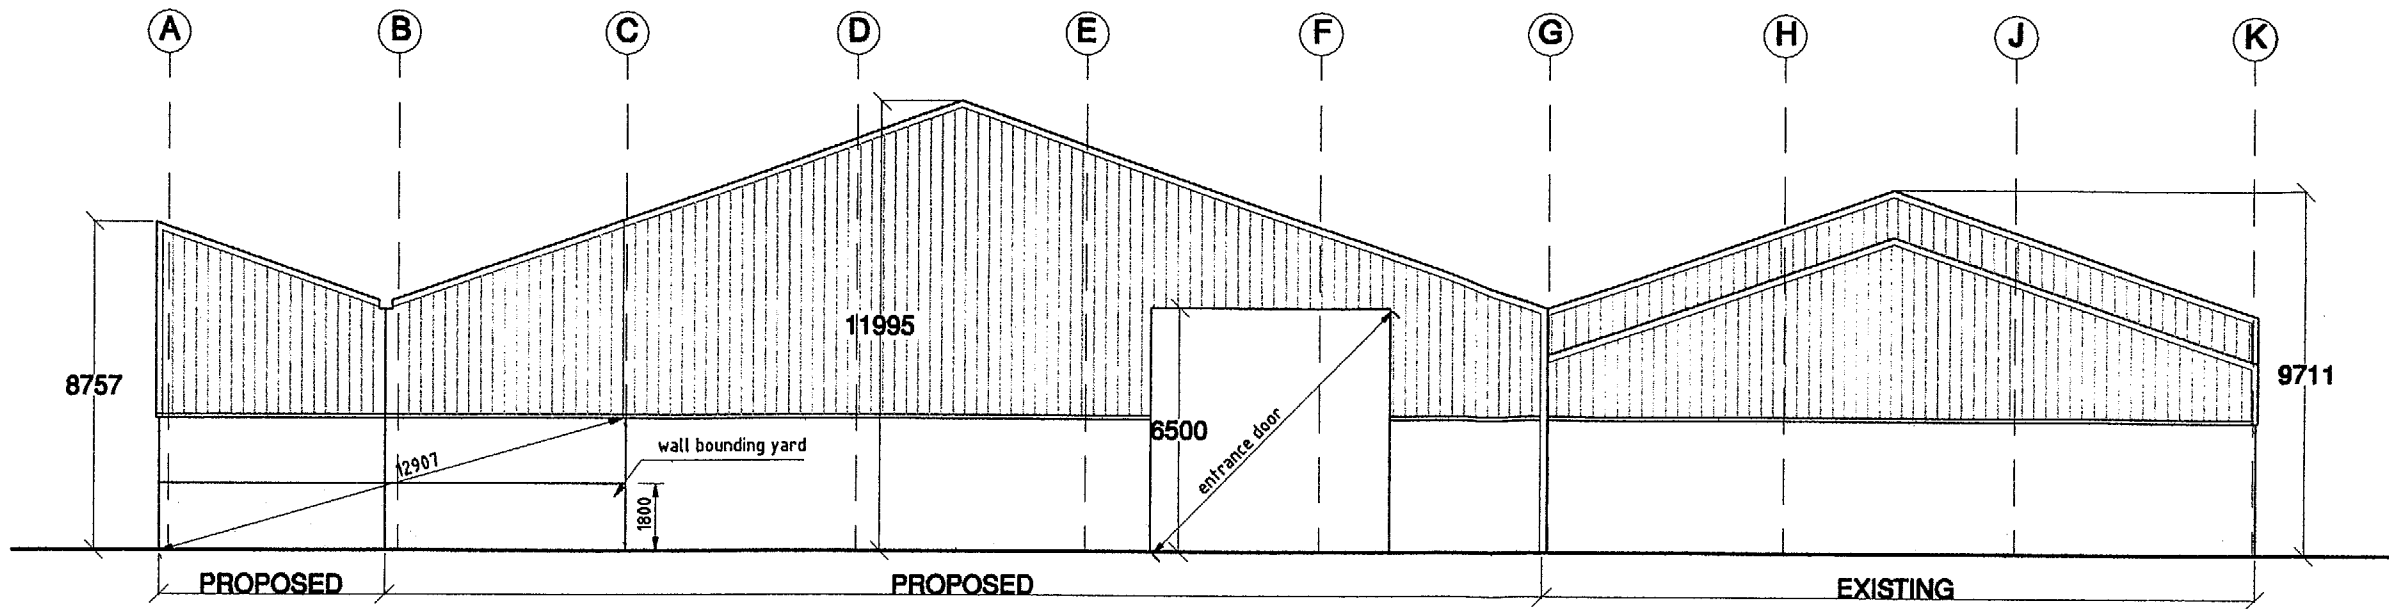 A B C D E F G H J K
11995
8757
9711
6500
entrance door
wall bounding yard
12907
1800
PROPOSED
PROPOSED
EXISTING